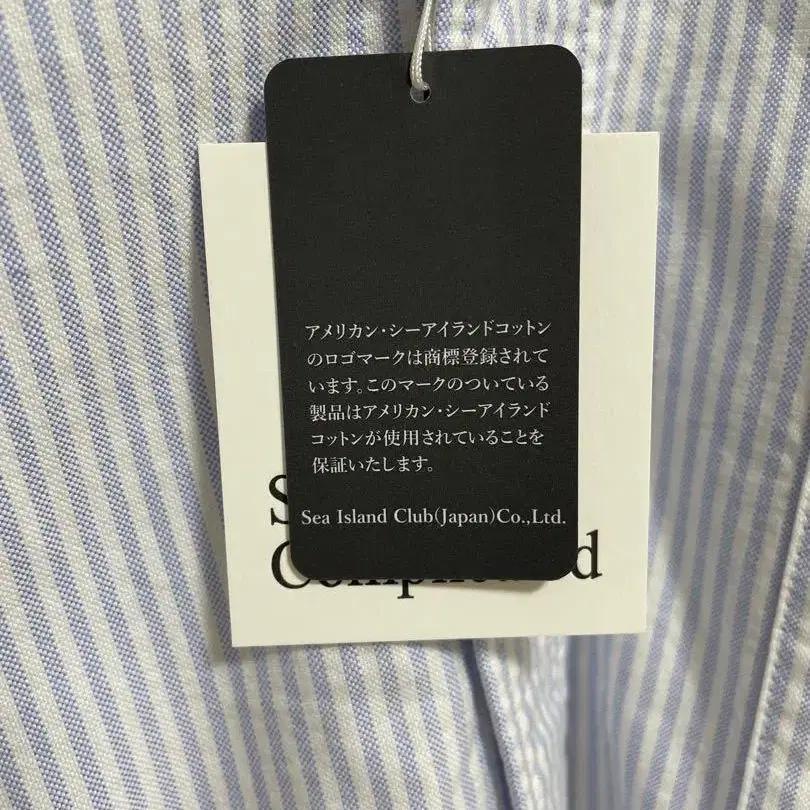 アメリカン・シーアイランドコットン
のロゴマークは商標登録されて
います。このマークのついている
製品はアメリカン・シーアイランド
コットンが使用されていることを
保証いたします。
Sea Island Club(Japan)Co.,Ltd.